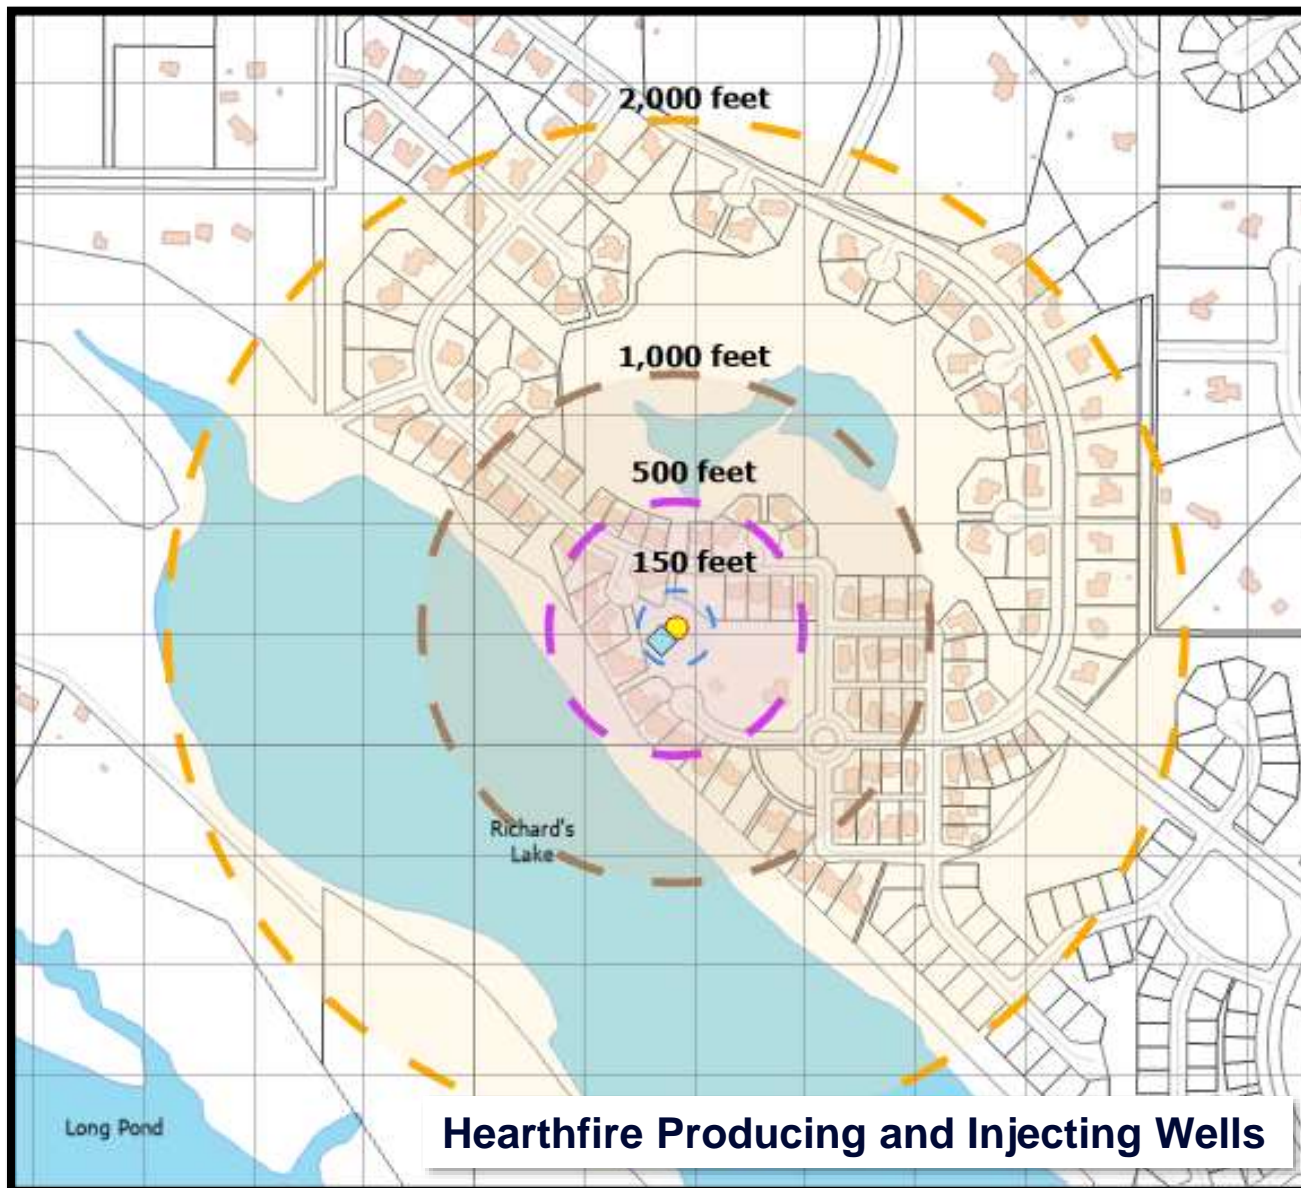 2,000 feet
1,000 feet
500 feet
150 feet
Richard's
Lake
Long Pond
Hearthfire Producing and Injecting Wells